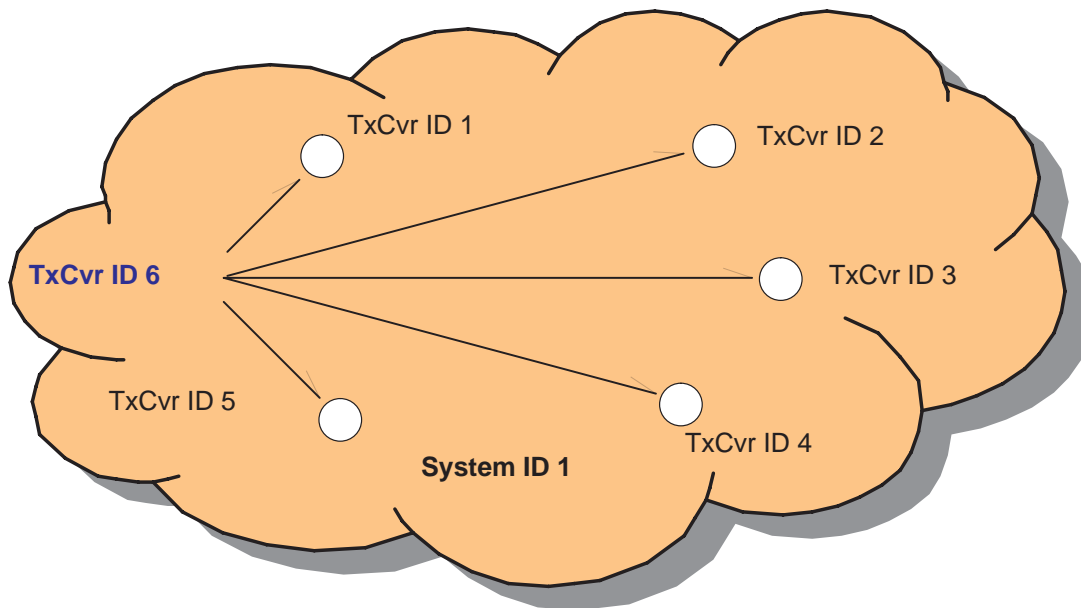 TxCvr ID 1
TxCvr ID 2
TxCvr ID 6
TxCvr ID 3
TxCvr ID 5
TxCvr ID 4
System ID 1